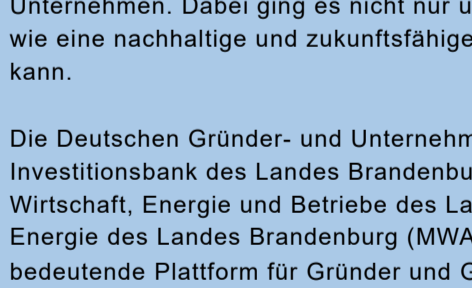 Unternehmen. Dabei ging es nicht nur u
wie eine nachhaltige und zukunftsfähige
kann.
Die Deutschen Gründer- und Unternehm
Investitionsbank des Landes Brandenbu
Wirtschaft, Energie und Betriebe des La
Energie des Landes Brandenburg (MWA
bedeutende Plattform für Gründer und G